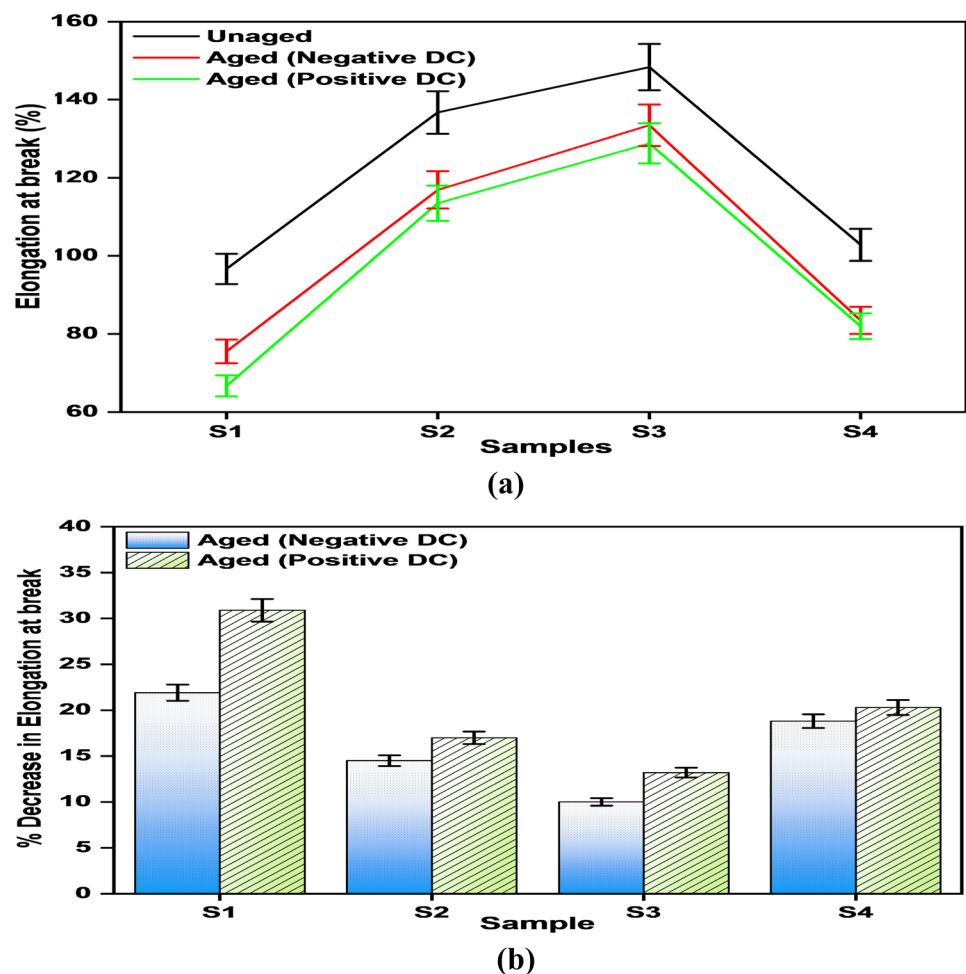 160
140
120
100
80
60
Elongation at break (%)
Unaged
Aged (Negative DC)
Aged (Positive DC)
S1 S2 S3 S4
Samples
(a)
40
35
30
25
20
15
10
5
0
% Decrease in Elongation at break
Aged (Negative DC)
Aged (Positive DC)
S1 S2 S3 S4
Sample
(b)